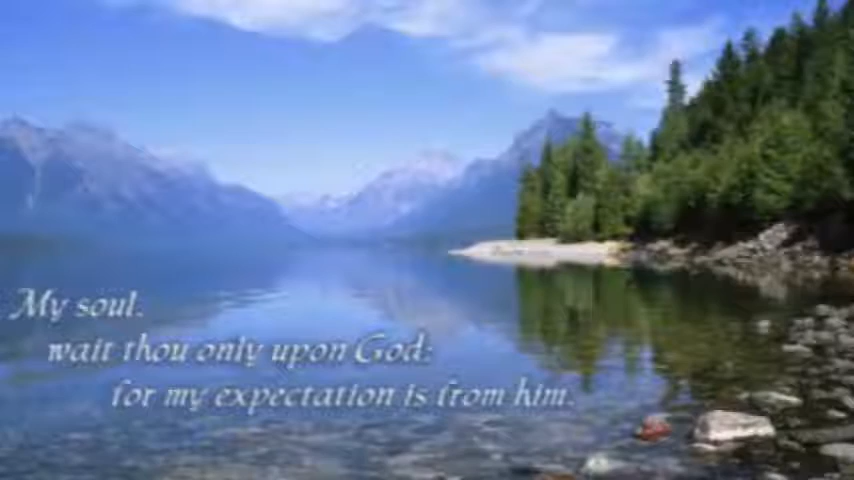 My soul,
wait thou only upon God;
for my expectation is from him.